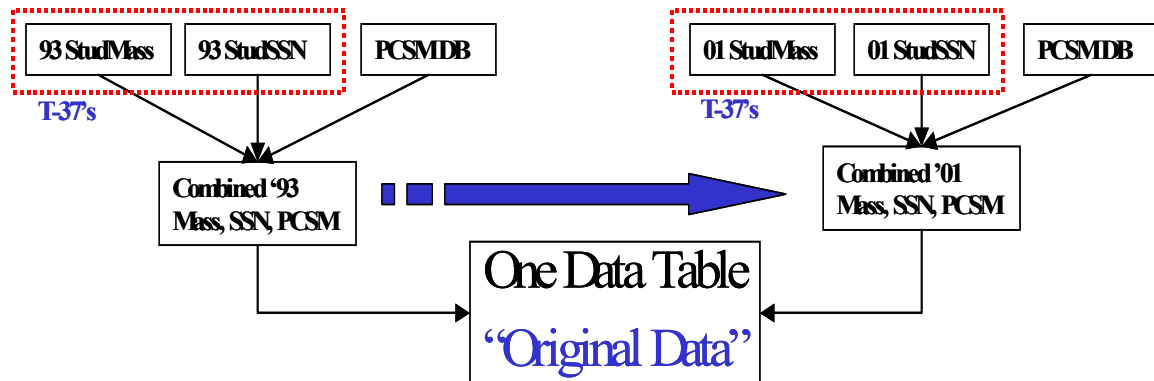 93 StudMass
93 StudSSN
PCSMDB
01 StudMass
01 StudSSN
PCSMDB
T-37's
T-37's
Combined ‘93
Mass, SSN, PCSM
Combined ’01
Mass, SSN, PCSM
One Data Table
“Original Data”